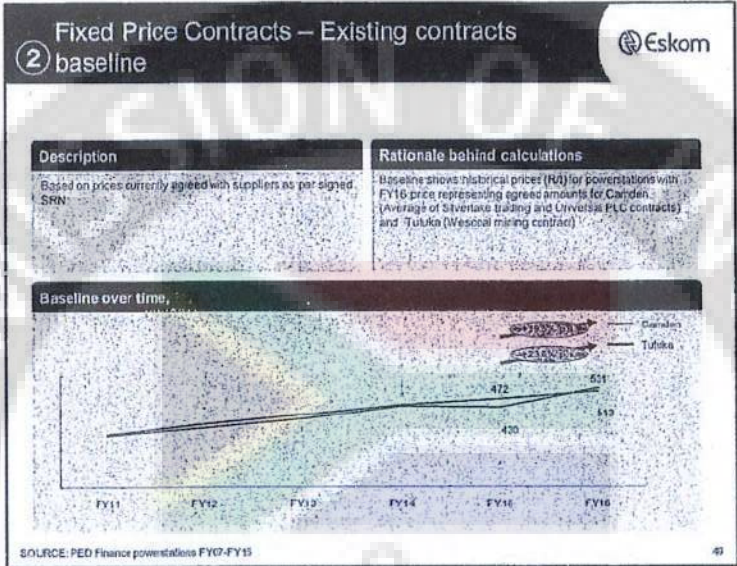 Fixed Price Contracts – Existing contracts
2 baseline
Eskom
Description
Based on prices currently agreed with suppliers as per signed
SRN
Rationale behind calculations
Baseline shows historical prices (R/t) for powerstations with
FY16 price representing agreed amounts for Camden
(Average of Silverlake trading and Universal PLC contracts)
and Tutuka (Wescoal mining contract)
Baseline over time,
Camden
Tutuka
472
430
531
513
FY11 FY12 FY13 FY14 FY15 FY16
SOURCE: PED Finance powerstations FY07-FY15